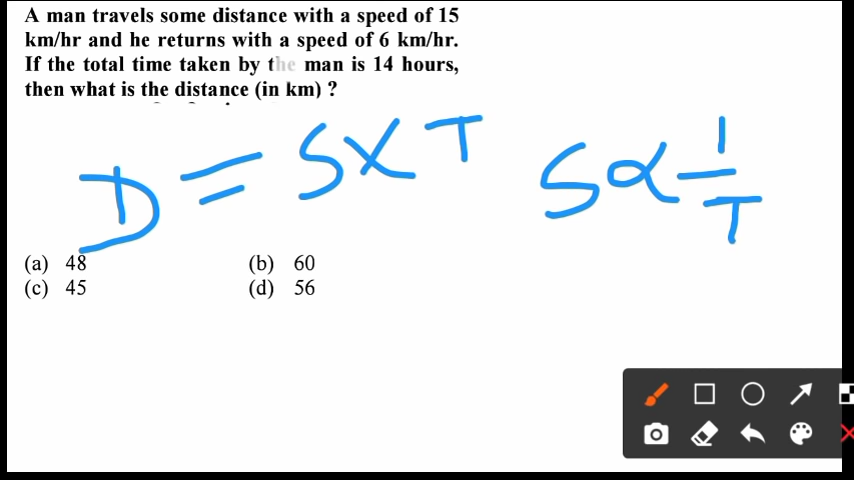 A man travels some distance with a speed of 15
km/hr and he returns with a speed of 6 km/hr.
If the total time taken by the man is 14 hours,
then what is the distance (in km) ?
D = S X T
S ∝ 1/T
(a) 48 (b) 60
(c) 45 (d) 56